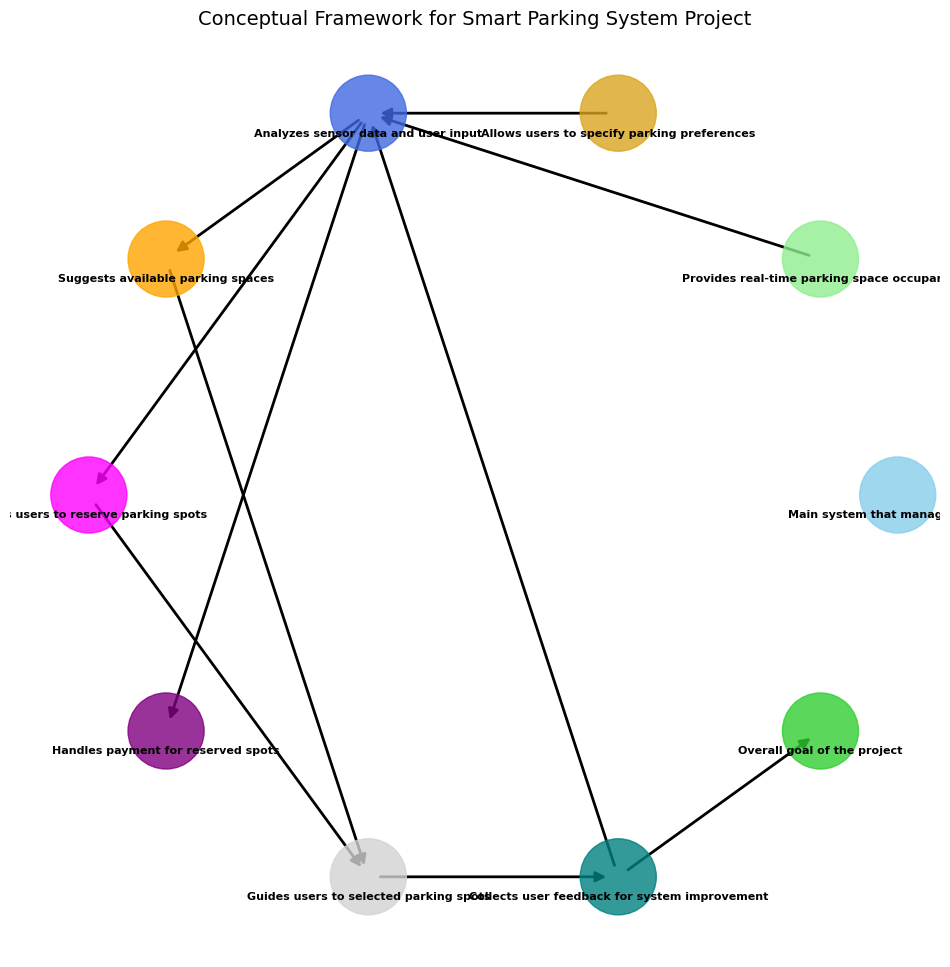 Conceptual Framework for Smart Parking System Project
Analyzes sensor data and user input
Allows users to specify parking preferences
Suggests available parking spaces
Provides real-time parking space
users to reserve parking spots
Main system that
Handles payment for reserved spots
Overall goal of the project
Guides users to selected parking spots
Collects user feedback for system improvement